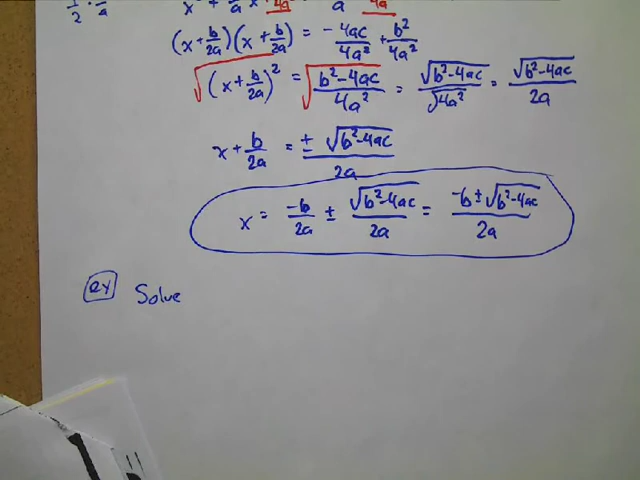 (x+b/2a)(x+b/2a) = -4ac/4a² + b²/4a²
√(x+b/2a)² = √(b²-4ac)/4a² = √b²-4ac/√4a² = √b²-4ac/2a
x+b/2a = ±√b²-4ac/2a
x = -b/2a ± √b²-4ac/2a = -b±√b²-4ac/2a
ex Solve